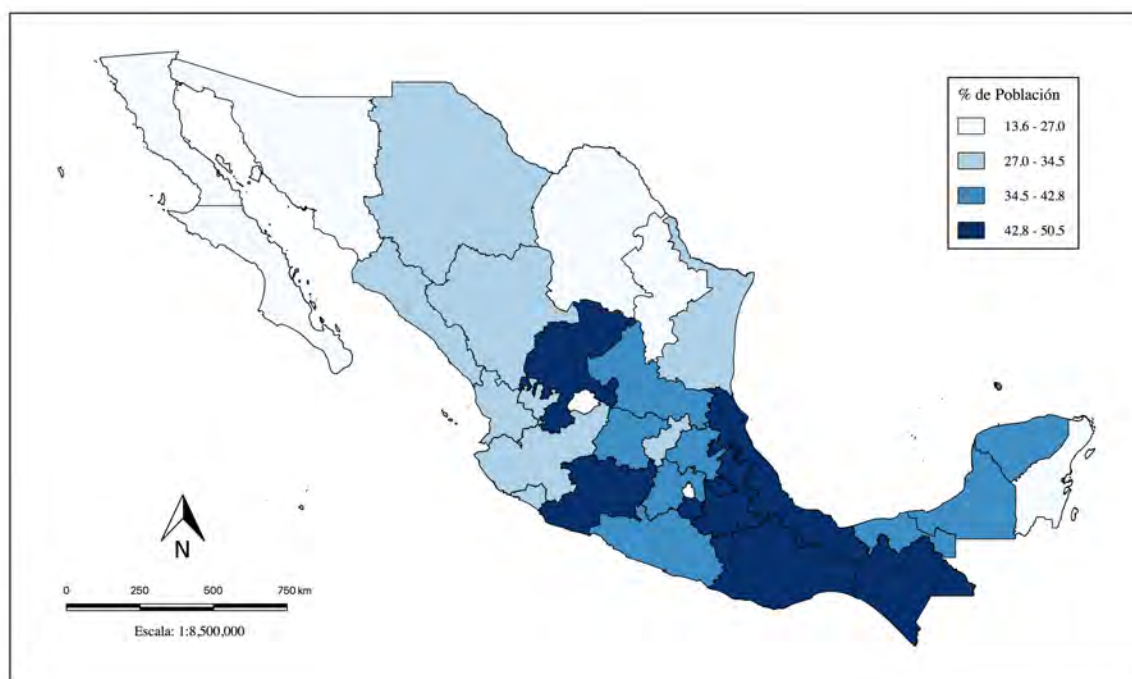 % de Población
13.6 - 27.0
27.0 - 34.5
34.5 - 42.8
42.8 - 50.5
N
0 250 500 750 km
Escala: 1:8,500,000